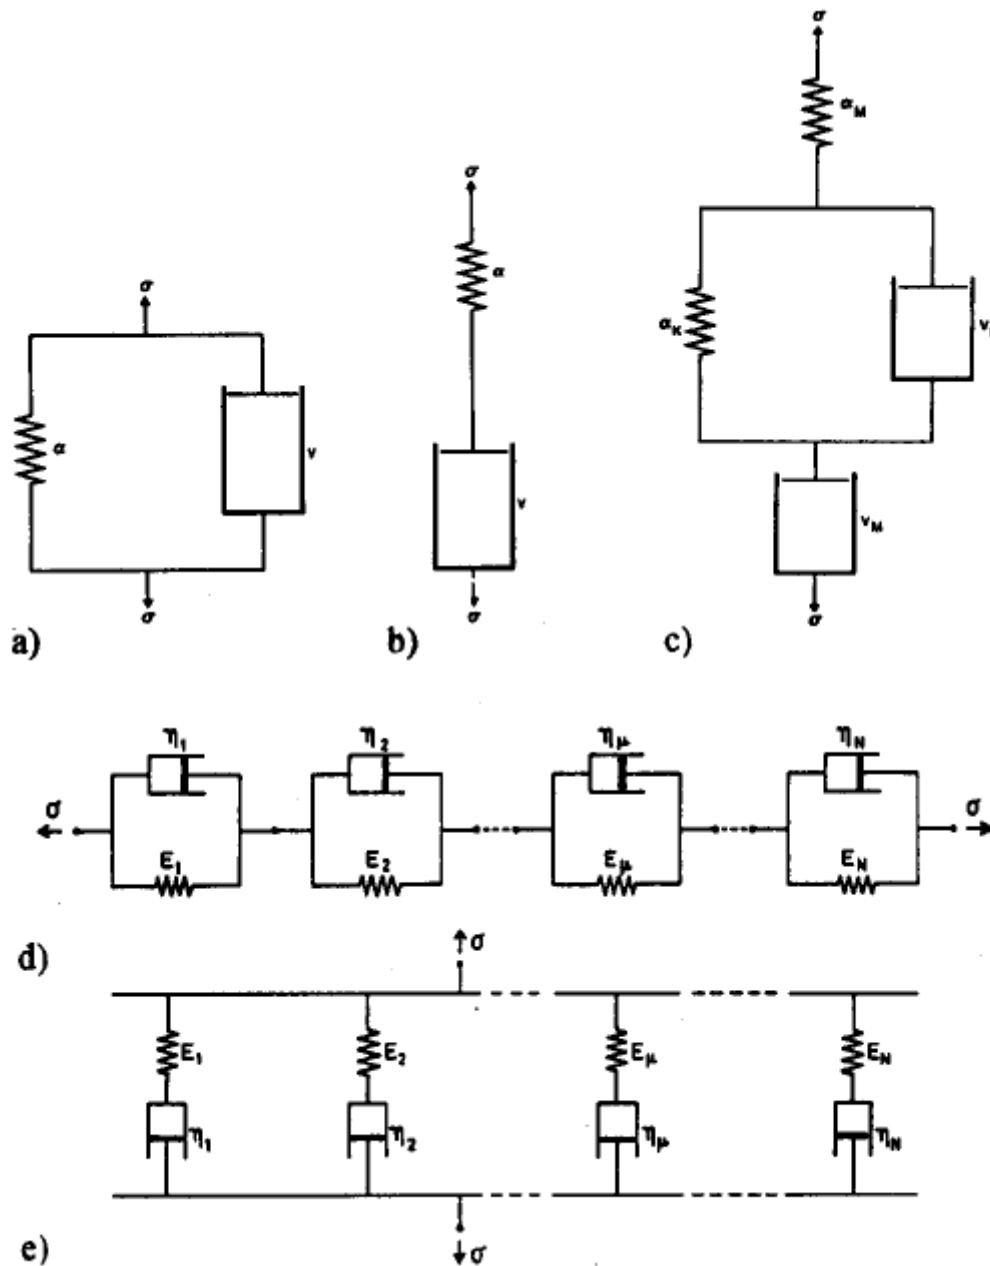 σ
α_M
σ
σ
α
α_K
v
α
v
v
v_M
σ
σ
σ
a)
b)
c)
η_1
η_2
η_μ
η_N
σ
σ
E_1
E_2
E_μ
E_N
d)
σ
E_1
E_2
E_μ
E_N
η_1
η_2
η_μ
η_N
e)
σ